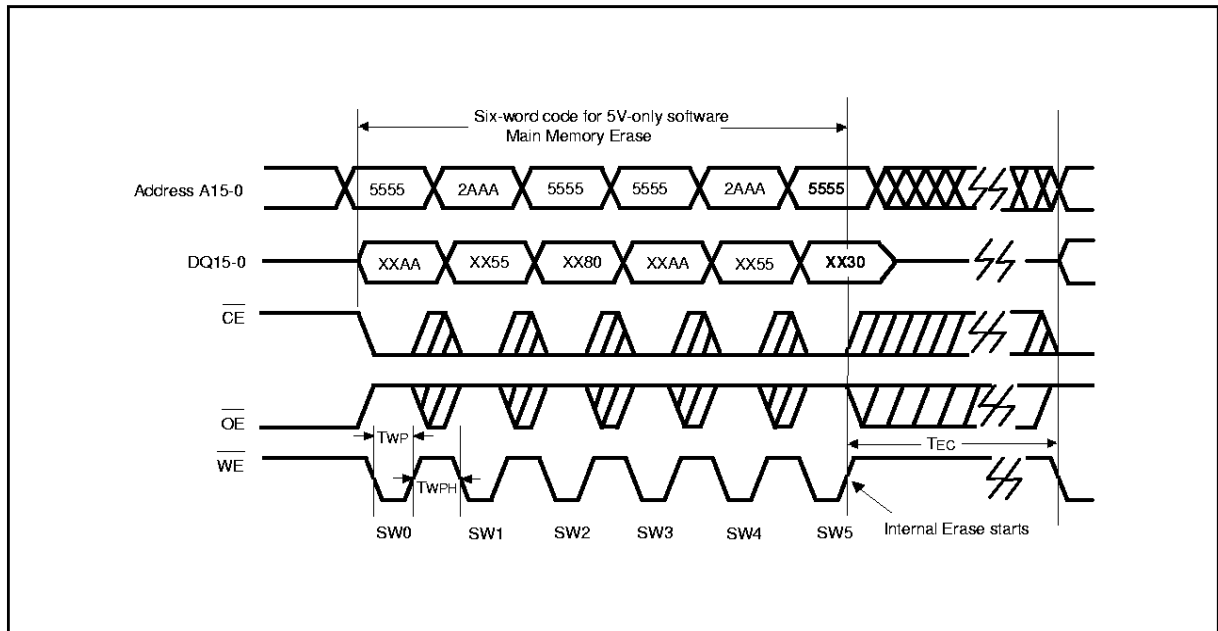 Six-word code for 5V-only software
Main Memory Erase
Address A15-0
5555
2AAA
5555
5555
2AAA
5555
DQ15-0
XXAA
XX55
XX80
XXAA
XX55
XX30
CE
OE
TWP
TEC
WE
TWPH
SW0
SW1
SW2
SW3
SW4
SW5
Internal Erase starts